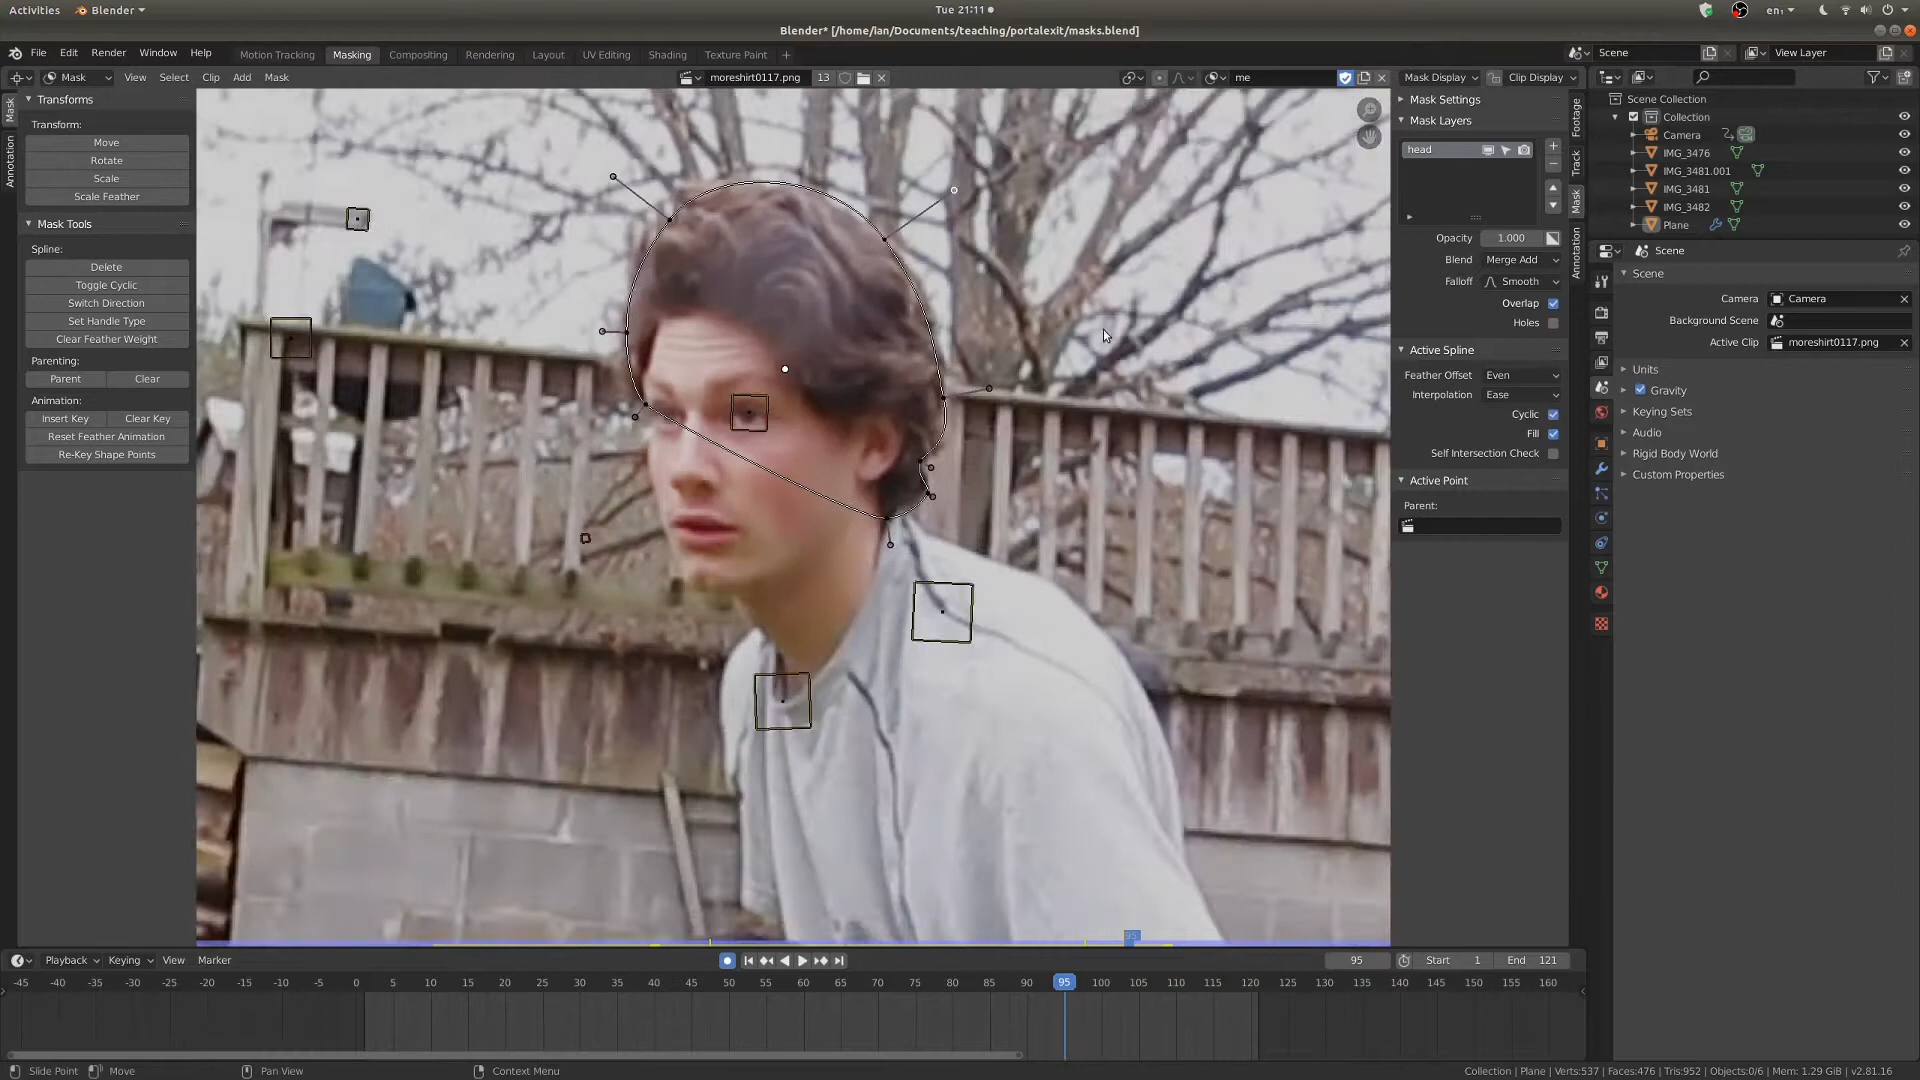 Activities Blender Tue 21:11 en₁
Blender* [/home/ian/Documents/teaching/portalexit/masks.blend]
File Edit Render Window Help Motion Tracking Masking Compositing Rendering Layout UV Editing Shading Texture Paint + Scene View Layer
Mask View Select Clip Add Mask moreshirt0117.png 13 me Mask Display Clip Display
Transforms
Transform:
Move
Rotate
Scale
Scale Feather
Mask Tools
Spline:
Delete
Toggle Cyclic
Switch Direction
Set Handle Type
Clear Feather Weight
Parenting:
Parent Clear
Animation:
Insert Key Clear Key
Reset Feather Animation
Re-Key Shape Points
Mask
Annotation
Mask Settings
Mask Layers
head
Opacity 1.000
Blend Merge Add
Falloff Smooth
Overlap
Holes
Active Spline
Feather Offset Even
Interpolation Ease
Cyclic
Fill
Self Intersection Check
Active Point
Parent:
Footage
Track
Mask
Annotation
Scene Collection
Collection
Camera
IMG_3476
IMG_3481.001
IMG_3481
IMG_3482
Plane
Scene
Scene
Camera Camera
Background Scene
Active Clip moreshirt0117.png
Units
Gravity
Keying Sets
Audio
Rigid Body World
Custom Properties
95
Playback Keying View Marker 95 Start 1 End 121
-45 -40 -35 -30 -25 -20 -15 -10 -5 0 5 10 15 20 25 30 35 40 45 50 55 60 65 70 75 80 85 90 95 100 105 110 115 120 125 130 135 140 145 150 155 160
Slide Point Move Pan View Context Menu Collection | Plane | Verts:537 | Faces:476 | Tris:952 | Objects:0/6 | Mem: 1.29 GiB | v2.81.16